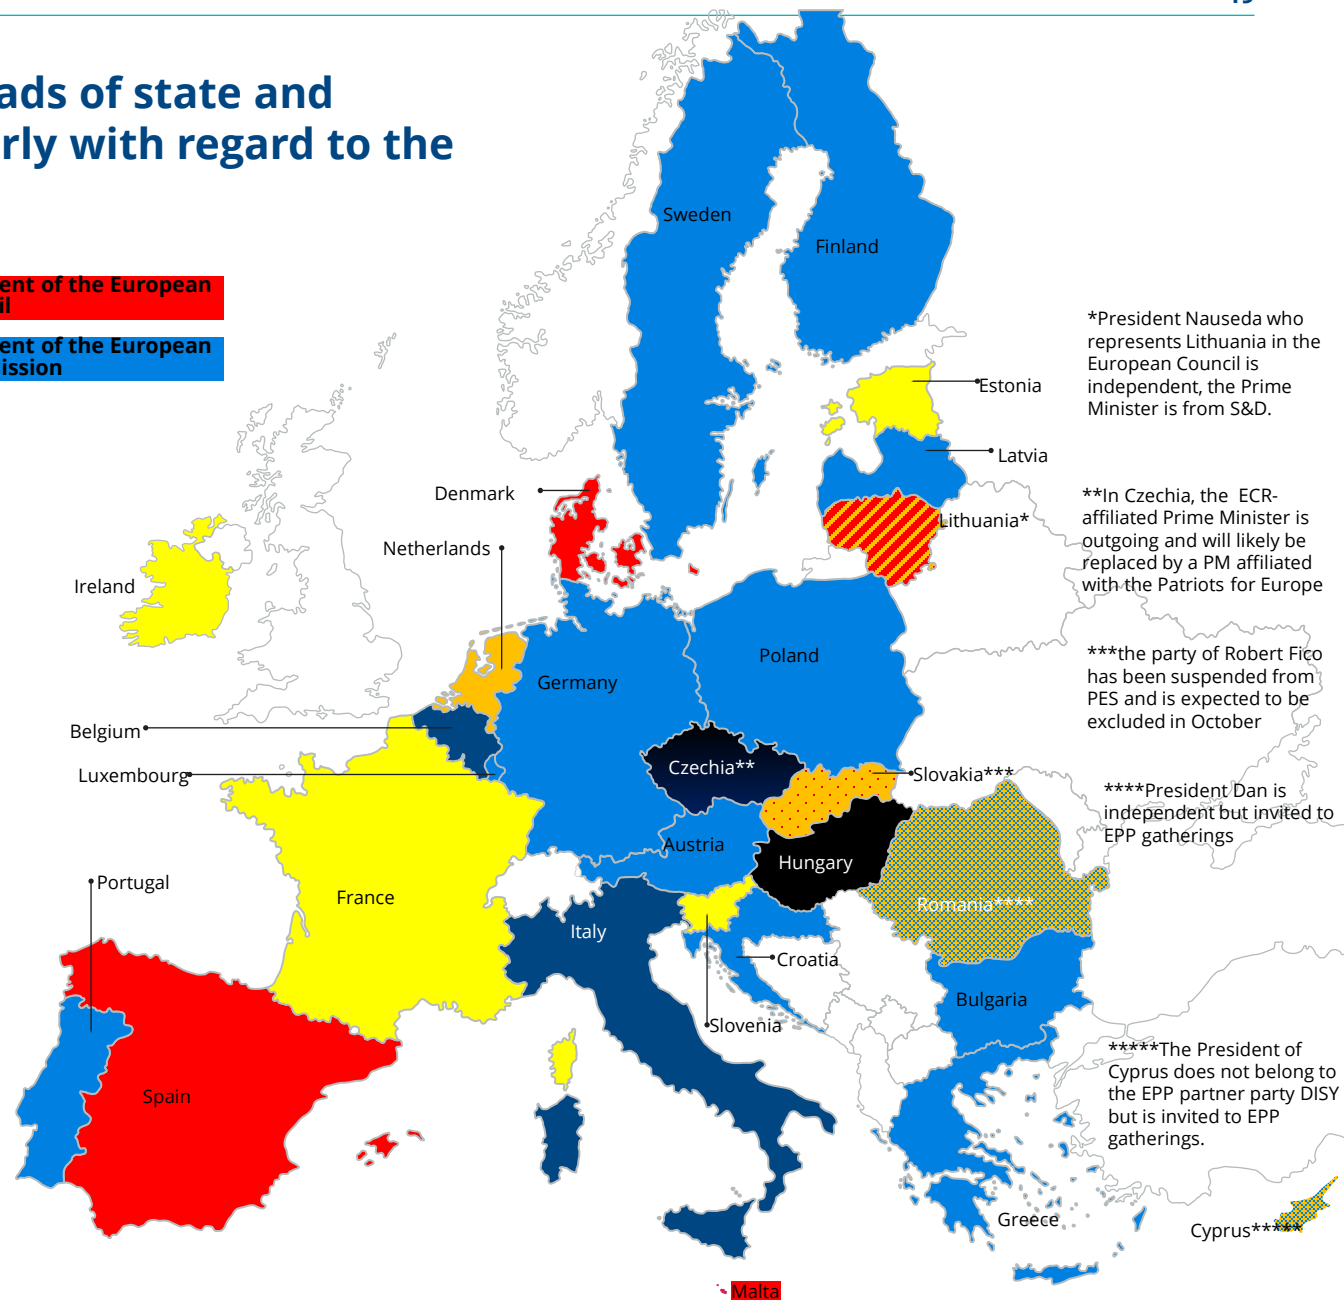 ads of state and
rly with regard to the
ent of the European
il
ent of the European
ission
Sweden
Finland
*President Nauseda who
represents Lithuania in the
European Council is
independent, the Prime
Minister is from S&D.
Estonia
Latvia
Denmark
**In Czechia, the  ECR-
affiliated Prime Minister is
outgoing and will likely be
replaced by a PM affiliated
with the Patriots for Europe
Lithuania*
Netherlands
Ireland
Poland
***the party of Robert Fico
has been suspended from
PES and is expected to be
excluded in October
Germany
Belgium
Czechia**
Luxembourg
Slovakia***
****President Dan is
independent but invited to
EPP gatherings
Austria
Hungary
Portugal
France
Romania****
Italy
Croatia
Bulgaria
Slovenia
*****The President of
Cyprus does not belong to
the EPP partner party DISY
but is invited to EPP
gatherings.
Spain
Greece
Cyprus*****
Malta